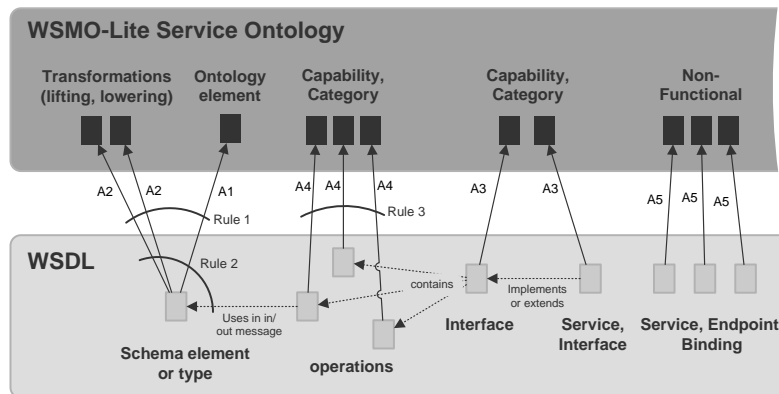 WSMO-Lite Service Ontology
Transformations
(lifting, lowering)
Ontology
element
Capability,
Category
Capability,
Category
Non-
Functional
A2
A2
A1
A4
A4
A4
A3
A3
A5
A5
A5
Rule 1
Rule 3
WSDL
Rule 2
contains
Implements
or extends
Uses in in/
out message
Interface
Service,
Interface
Service, Endpoint
Binding
Schema element
or type
operations